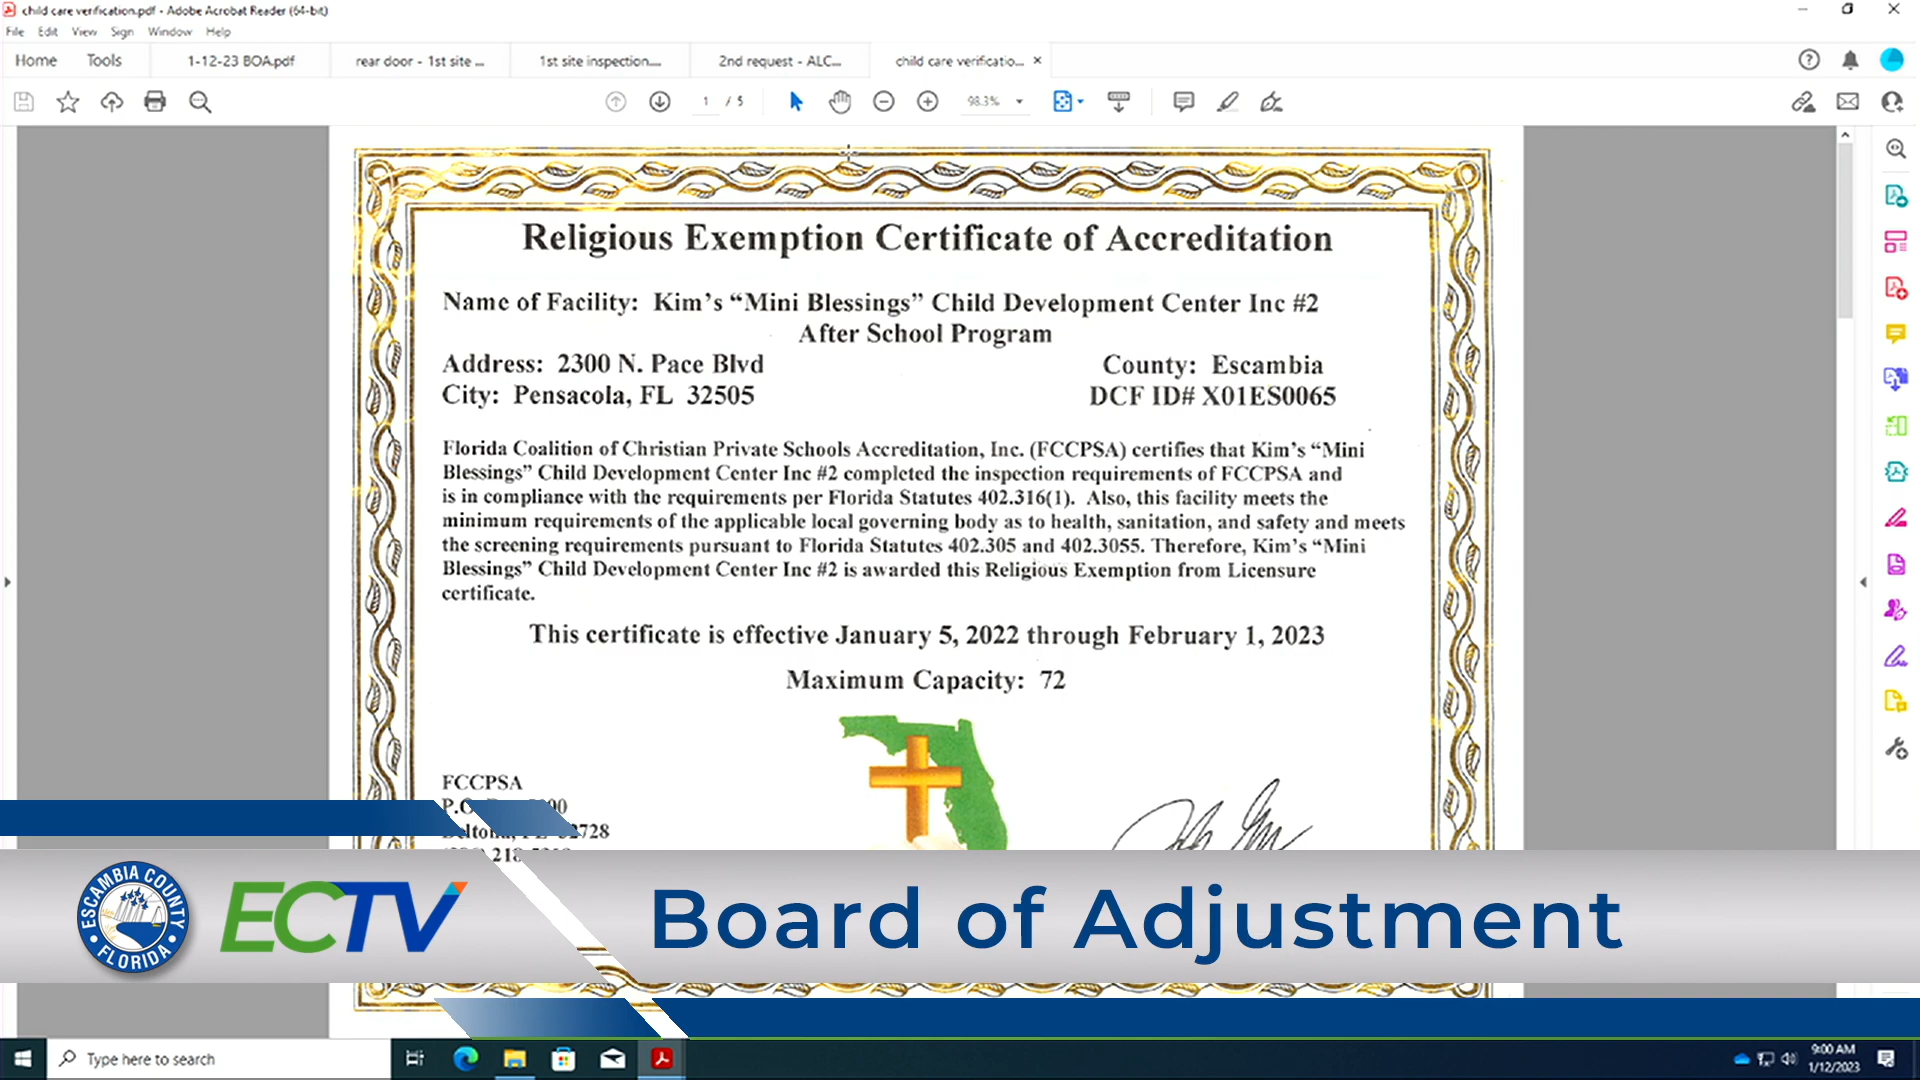 child care verification.pdf - Adobe Acrobat Reader (64-bit)
File Edit View Sign Window Help
Home Tools 1-12-23 BOA.pdf rear door - 1st site ... 1st site inspection.... 2nd request - ALC... child care verificatio... ×
1 / 5 98.3%
Religious Exemption Certificate of Accreditation
Name of Facility: Kim's “Mini Blessings” Child Development Center Inc #2
After School Program
Address: 2300 N. Pace Blvd County: Escambia
City: Pensacola, FL 32505 DCF ID# X01ES0065
Florida Coalition of Christian Private Schools Accreditation, Inc. (FCCPSA) certifies that Kim's “Mini
Blessings” Child Development Center Inc #2 completed the inspection requirements of FCCPSA and
is in compliance with the requirements per Florida Statutes 402.316(1). Also, this facility meets the
minimum requirements of the applicable local governing body as to health, sanitation, and safety and meets
the screening requirements pursuant to Florida Statutes 402.305 and 402.3055. Therefore, Kim's “Mini
Blessings” Child Development Center Inc #2 is awarded this Religious Exemption from Licensure
certificate.
This certificate is effective January 5, 2022 through February 1, 2023
Maximum Capacity: 72
FCCPSA
32728
ESCAMBIA COUNTY FLORIDA
ECTV
Board of Adjustment
Type here to search
9:00 AM
1/12/2023